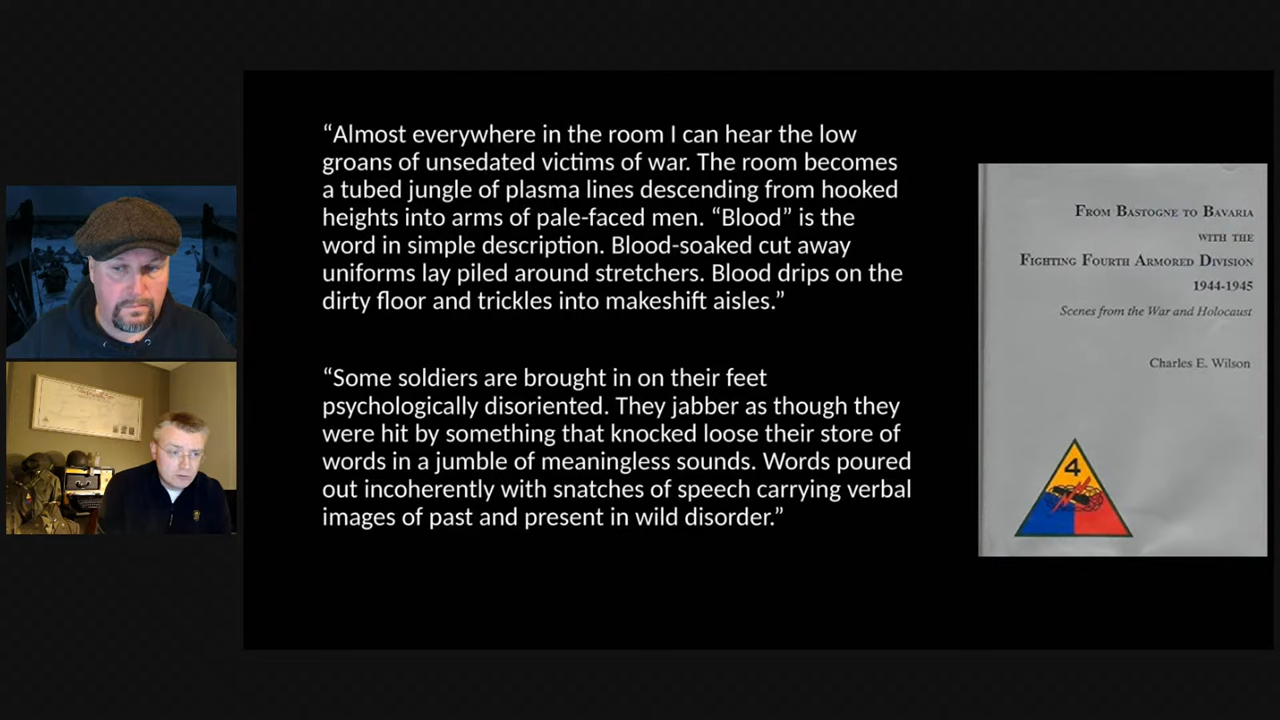 “Almost everywhere in the room I can hear the low
groans of unsedated victims of war. The room becomes
a tubed jungle of plasma lines descending from hooked
heights into arms of pale-faced men. “Blood” is the
word in simple description. Blood-soaked cut away
uniforms lay piled around stretchers. Blood drips on the
dirty floor and trickles into makeshift aisles.”
“Some soldiers are brought in on their feet
psychologically disoriented. They jabber as though they
were hit by something that knocked loose their store of
words in a jumble of meaningless sounds. Words poured
out incoherently with snatches of speech carrying verbal
images of past and present in wild disorder.”
From Bastogne to Bavaria
with the
Fighting Fourth Armored Division
1944-1945
Scenes from the War and Holocaust
Charles E. Wilson
4